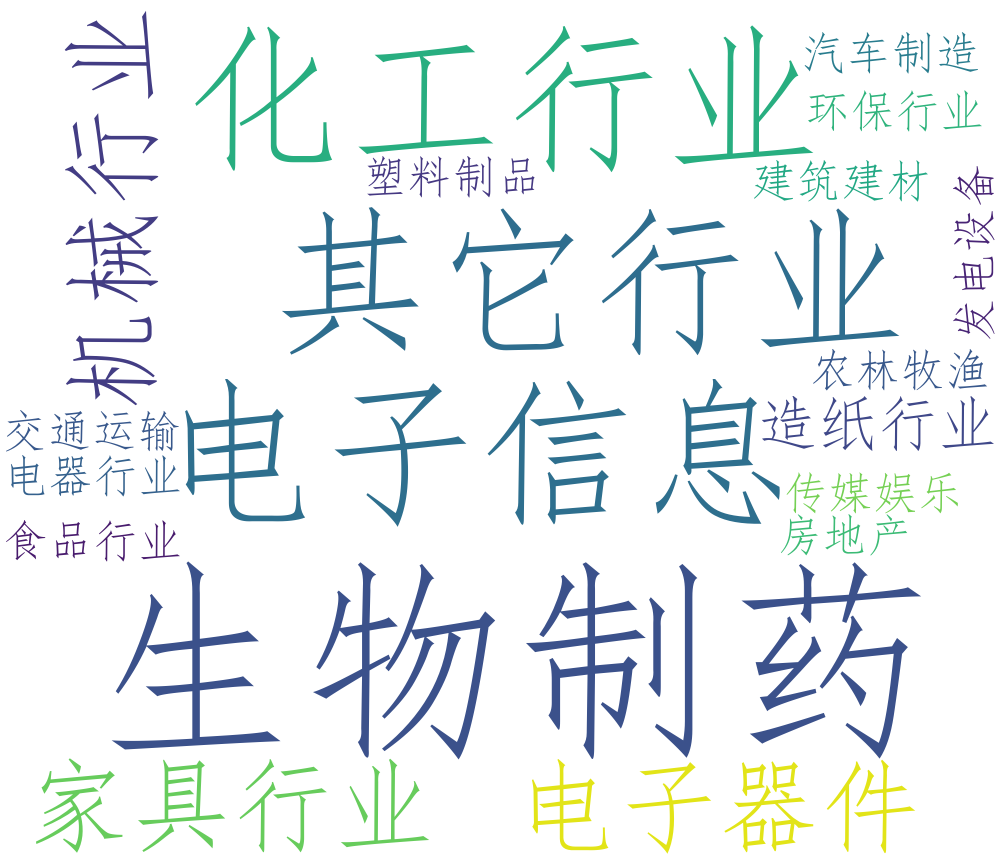 机械行业
化工行业
汽车制造
环保行业
塑料制品
建筑建材
发电设备
其它行业
农林牧渔
造纸行业
交通运输
电器行业
电子信息
传媒娱乐
房地产
食品行业
生物制药
家具行业
电子器件